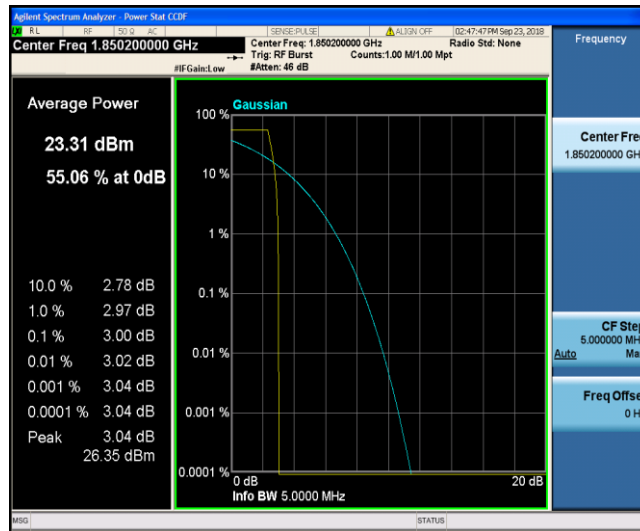 Agilent Spectrum Analyzer - Power Stat CCDF
RL RF 50 Ω AC SENSE:PULSE ALIGN OFF 02:47:47 PM Sep 23, 2018
Center Freq 1.850200000 GHz
Center Freq: 1.850200000 GHz Radio Std: None
Trig: RF Burst Counts:1.00 M/1.00 Mpt
#IFGain:Low #Atten: 46 dB
Frequency
Average Power
23.31 dBm
55.06 % at 0dB
10.0 % 2.78 dB
1.0 % 2.97 dB
0.1 % 3.00 dB
0.01 % 3.02 dB
0.001 % 3.04 dB
0.0001 % 3.04 dB
Peak 3.04 dB
26.35 dBm
Gaussian
100 %
10 %
1 %
0.1 %
0.01 %
0.001 %
0.0001 %
0 dB 20 dB
Info BW 5.0000 MHz
Center Fre
1.850200000 GH
CF Step
5.000000 MH
Auto Ma
Freq Offse
0 H
MSG STATUS